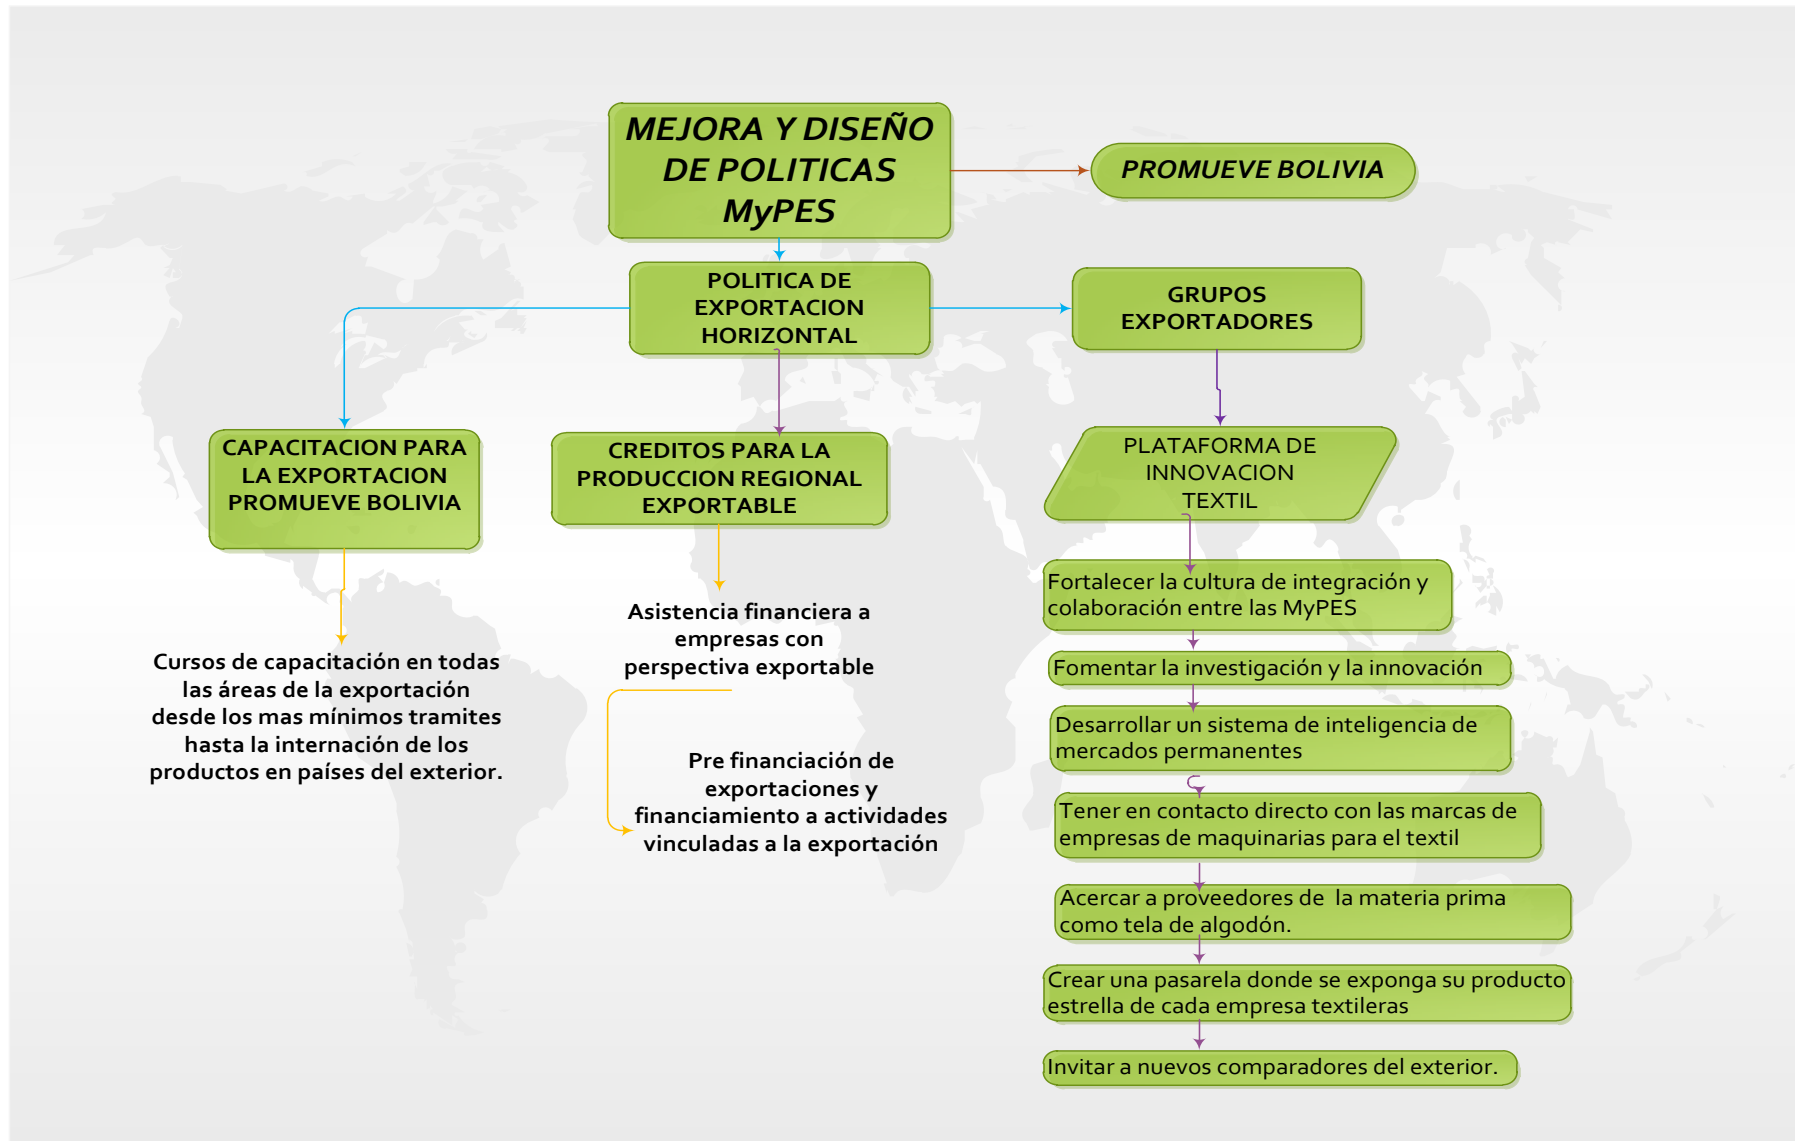 MEJORA Y DISEÑO
DE POLITICAS
MyPES
PROMUEVE BOLIVIA
POLITICA DE
EXPORTACION
HORIZONTAL
GRUPOS
EXPORTADORES
CAPACITACION PARA
LA EXPORTACION
PROMUEVE BOLIVIA
CREDITOS PARA LA
PRODUCCION REGIONAL
EXPORTABLE
PLATAFORMA DE
INNOVACION
TEXTIL
Cursos de capacitación en todas
las áreas de la exportación
desde los mas mínimos tramites
hasta la internación de los
productos en países del exterior.
Asistencia financiera a
empresas con
perspectiva exportable
Pre financiación de
exportaciones y
financiamiento a actividades
vinculadas a la exportación
Fortalecer la cultura de integración y
colaboración entre las MyPES
Fomentar la investigación y la innovación
Desarrollar un sistema de inteligencia de
mercados permanentes
Tener en contacto directo con las marcas de
empresas de maquinarias para el textil
Acercar a proveedores de la materia prima
como tela de algodón.
Crear una pasarela donde se exponga su producto
estrella de cada empresa textileras
Invitar a nuevos comparadores del exterior.